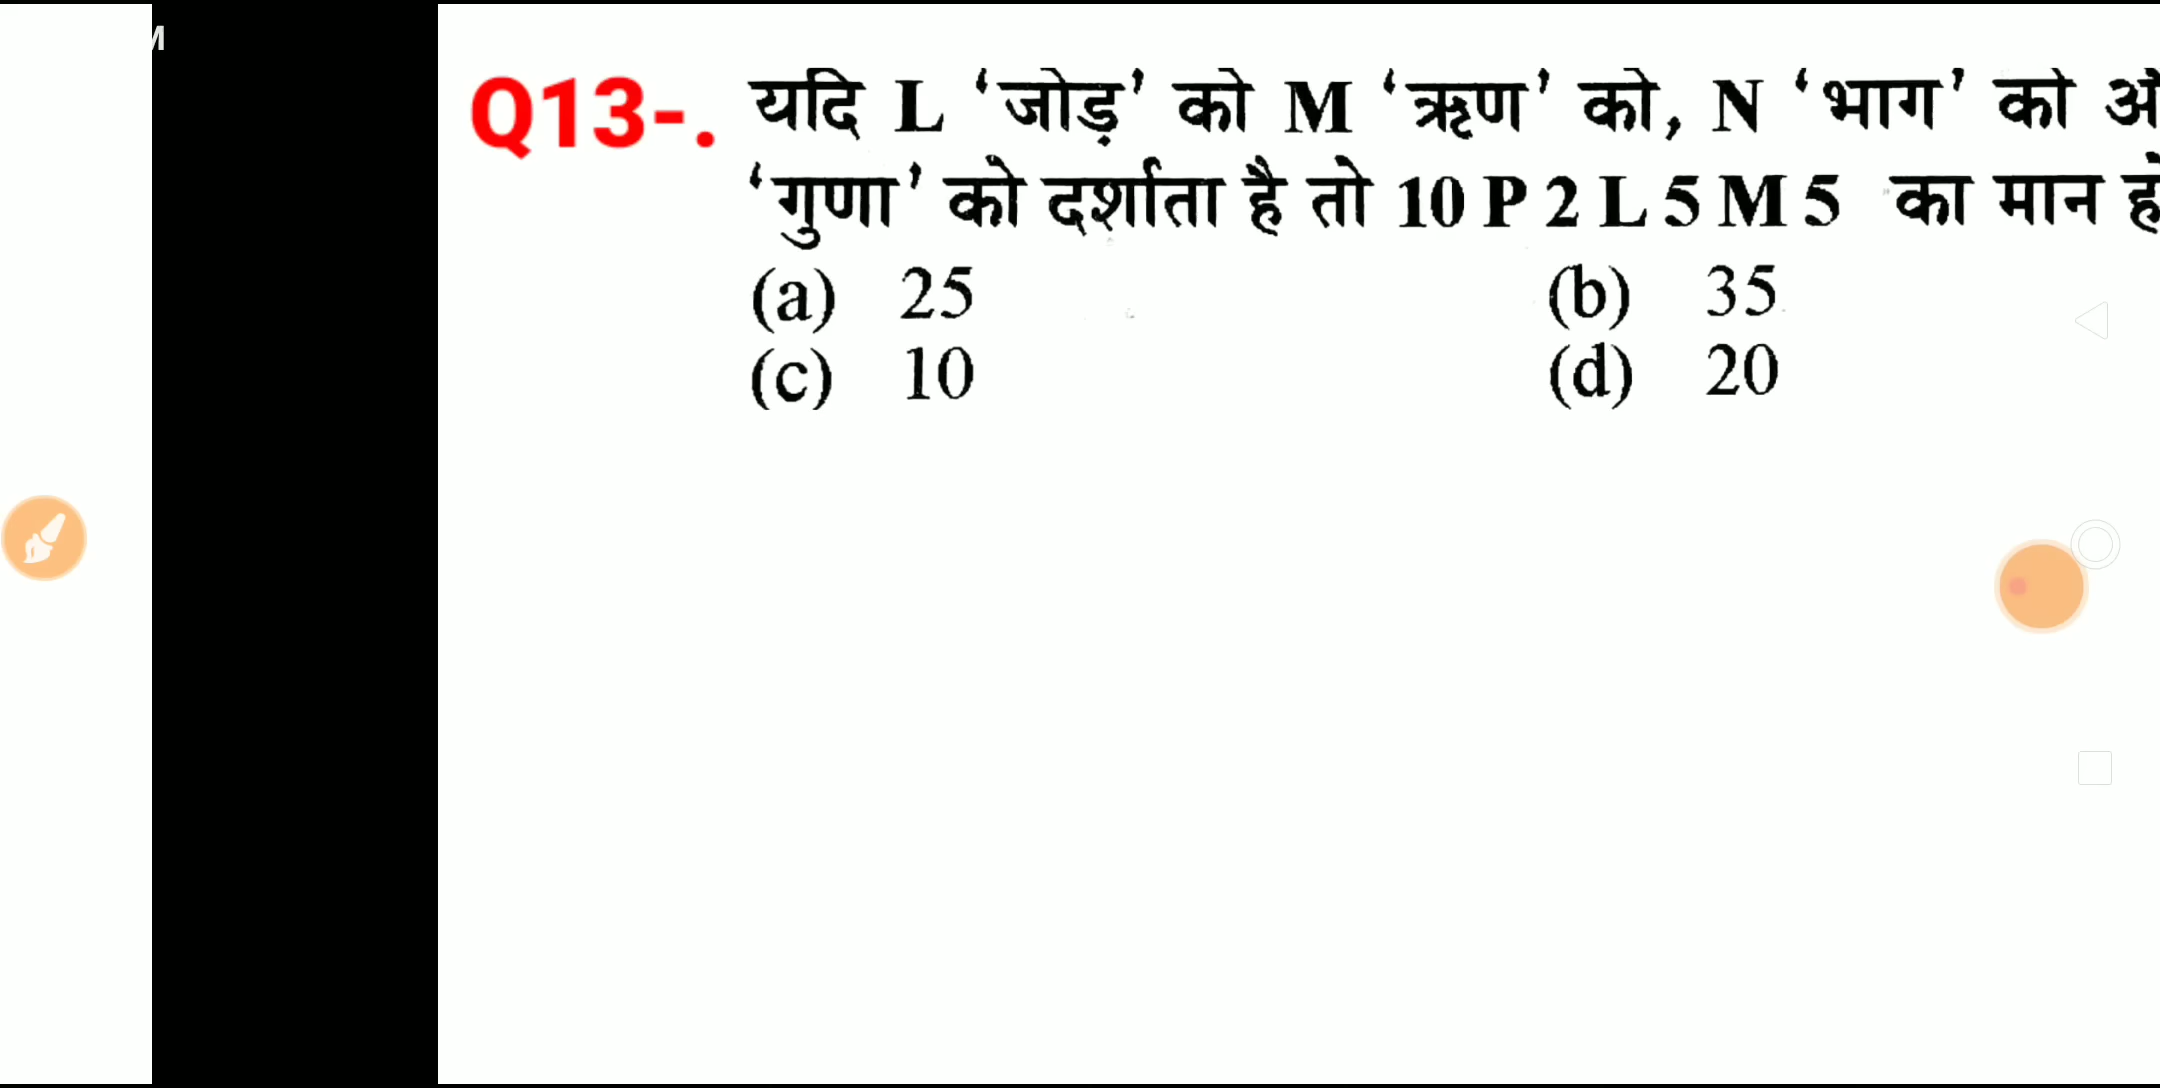 Q13-. यदि L ‘जोड़’ को M ‘ऋण’ को, N ‘भाग’ को
‘गुणा’ को दर्शाता है तो 10 P 2 L 5 M 5 का मान
(a) 25 (b) 35
(c) 10 (d) 20